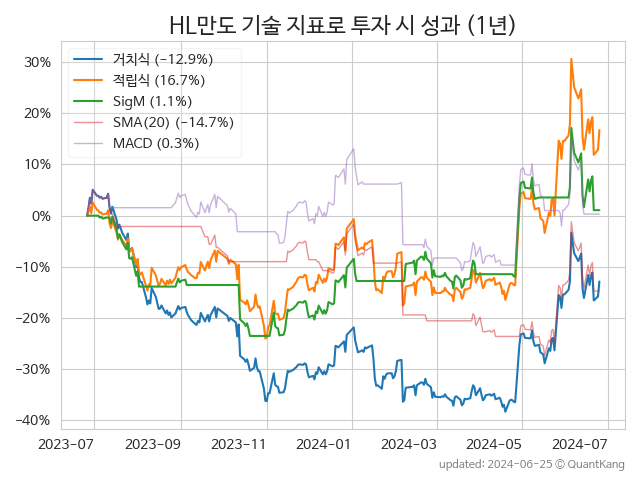 HL만도 기술 지표로 투자 시 성과 (1년)
30%
20%
10%
0%
−10%
−20%
−30%
−40%
거치식 (−12.9%)
적립식 (16.7%)
SigM (1.1%)
SMA(20) (−14.7%)
MACD (0.3%)
2023-07 2023-09 2023-11 2024-01 2024-03 2024-05 2024-07
updated: 2024-06-25 © QuantKang